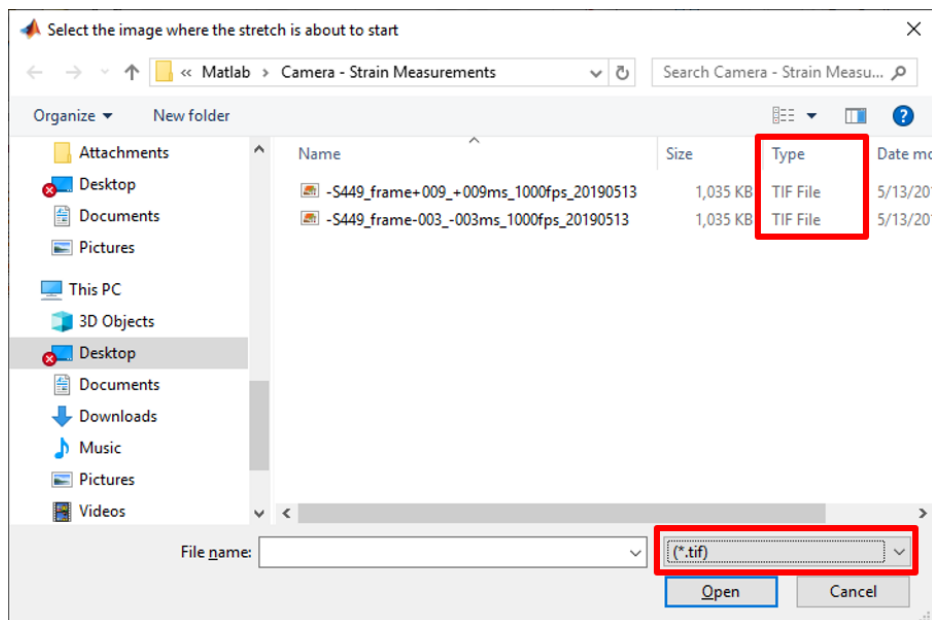 Select the image where the stretch is about to start
« Matlab › Camera - Strain Measurements
Search Camera - Strain Measu...
Organize
New folder
Attachments
Desktop
Documents
Pictures
This PC
3D Objects
Desktop
Documents
Downloads
Music
Pictures
Videos
Name Size Type Date mo
-S449_frame+009_+009ms_1000fps_20190513 1,035 KB TIF File 5/13/20
-S449_frame-003_-003ms_1000fps_20190513 1,035 KB TIF File 5/13/20
File name:
(*.tif)
Open
Cancel